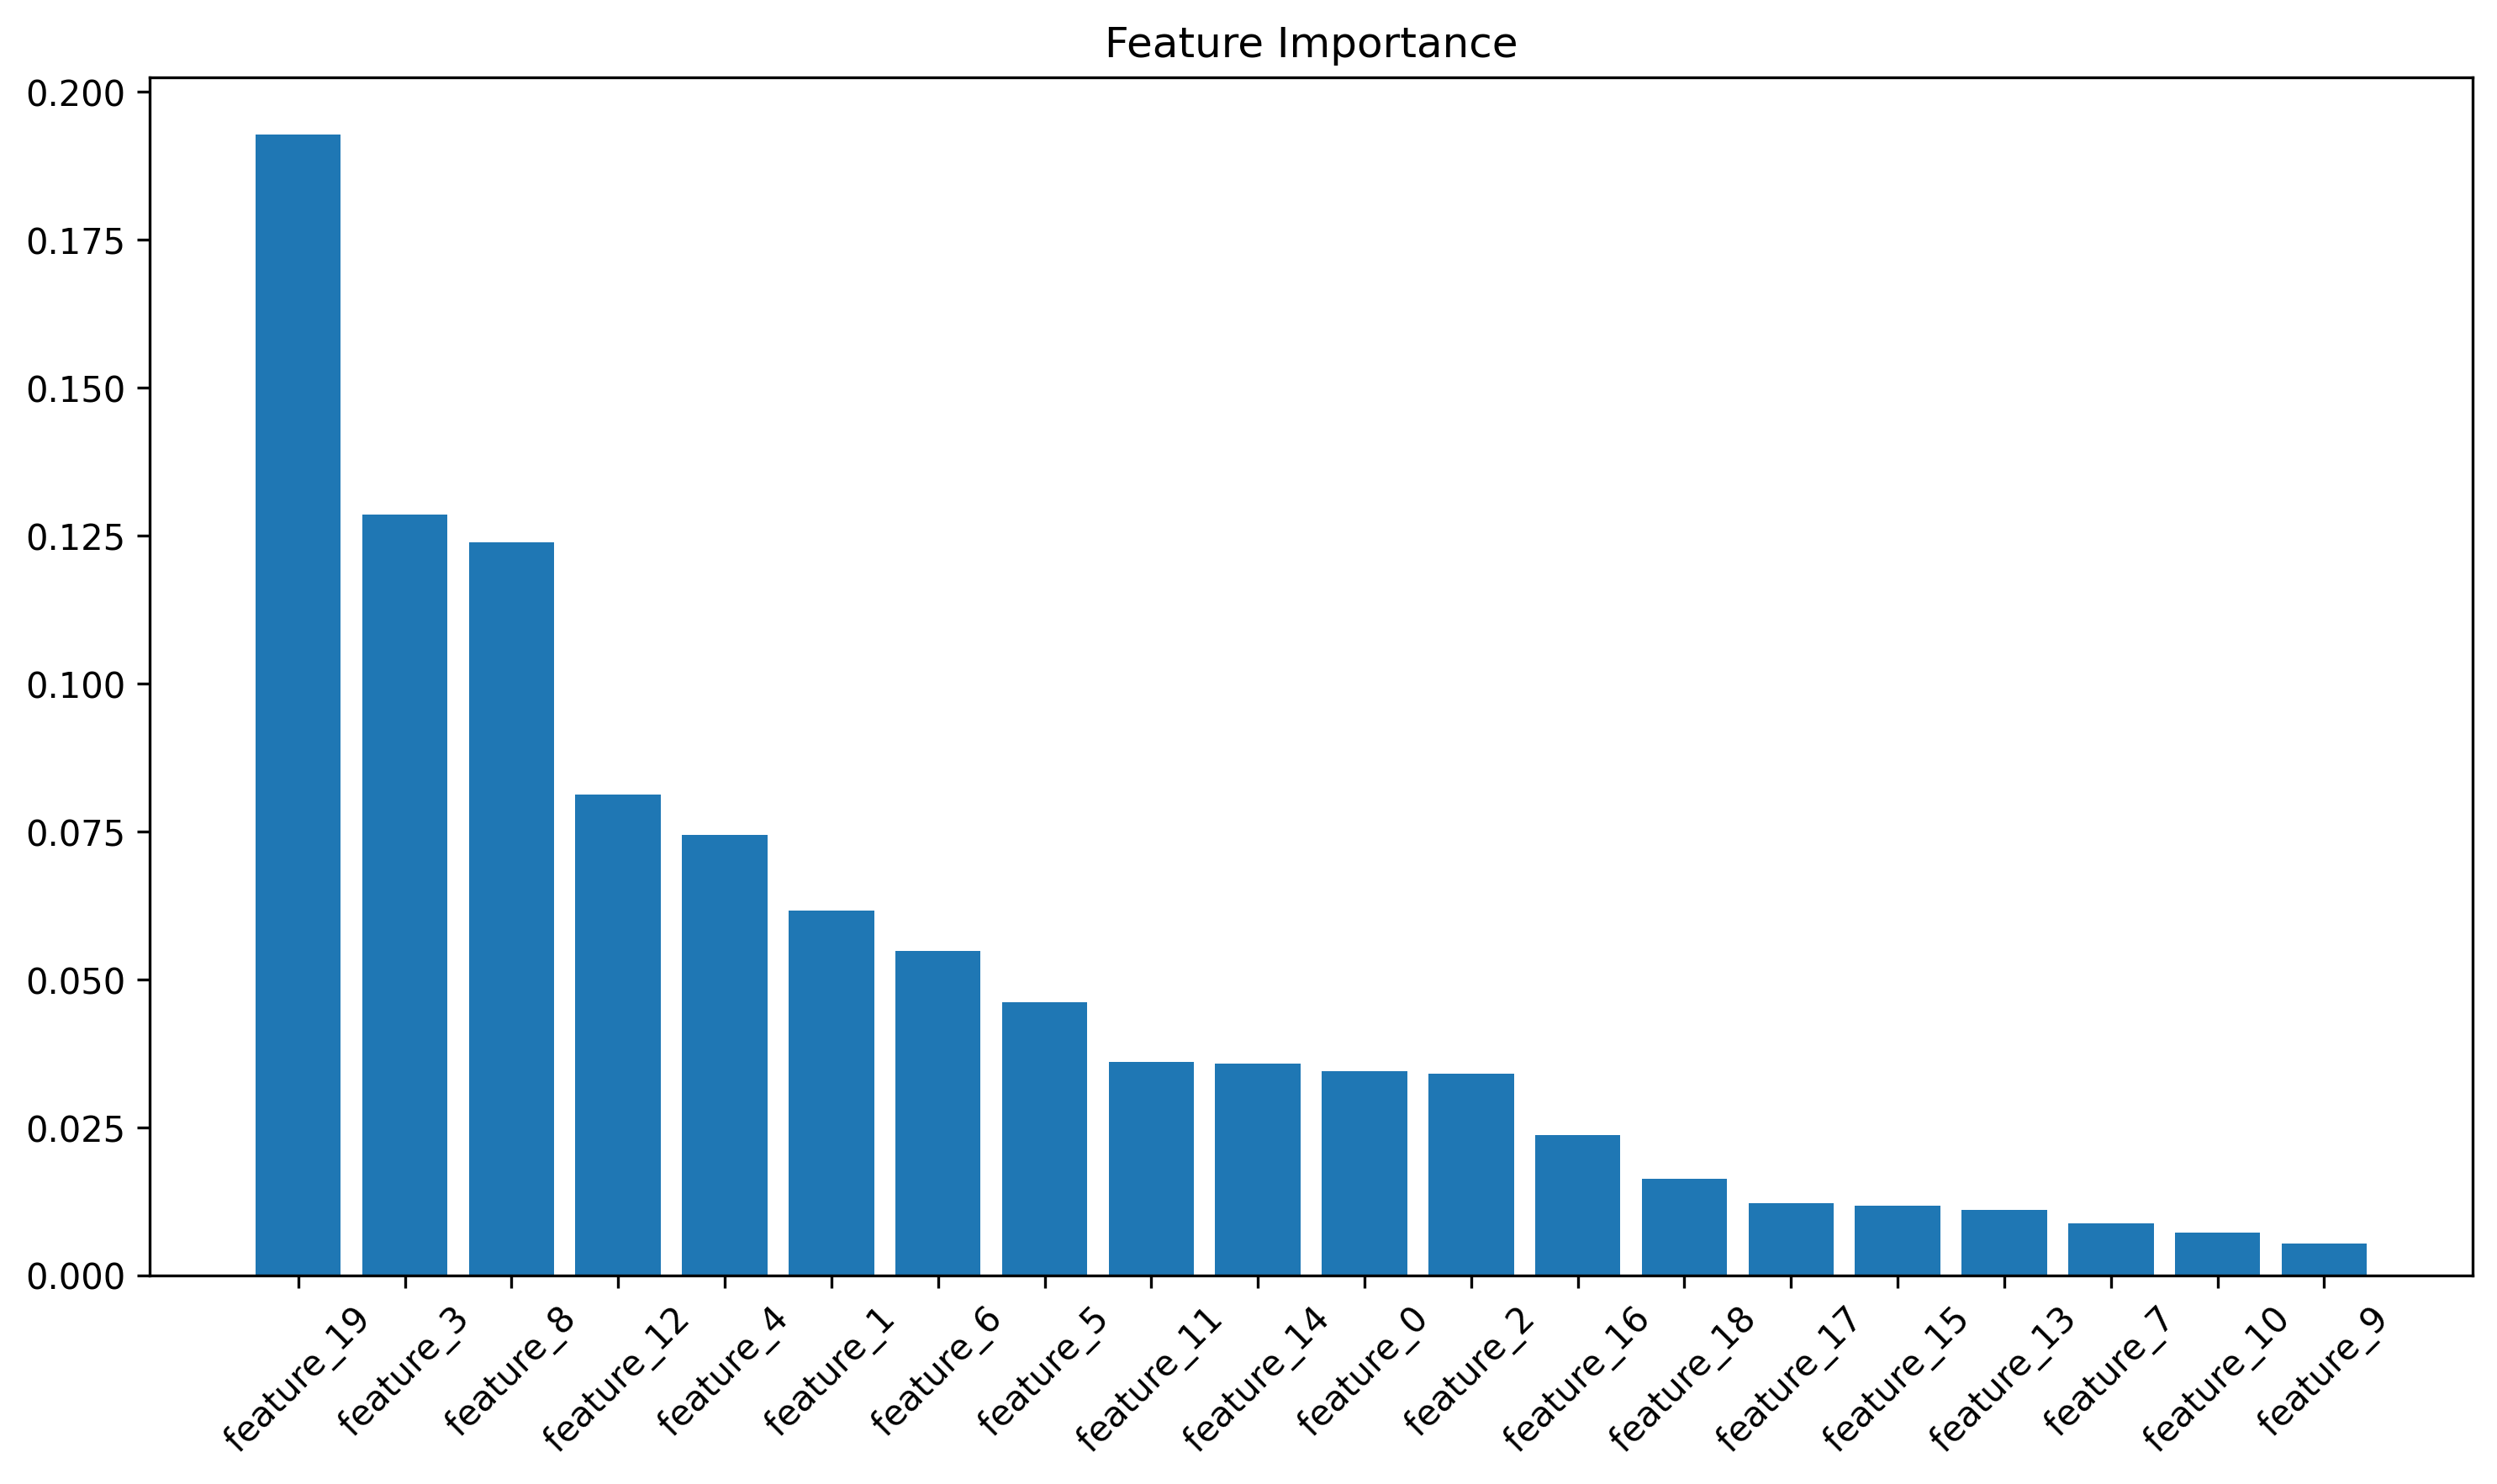 Feature Importance
0.200
0.175
0.150
0.125
0.100
0.075
0.050
0.025
0.000
feature_19
feature_3
feature_8
feature_12
feature_4
feature_1
feature_6
feature_5
feature_11
feature_14
feature_0
feature_2
feature_16
feature_18
feature_17
feature_15
feature_13
feature_7
feature_10
feature_9